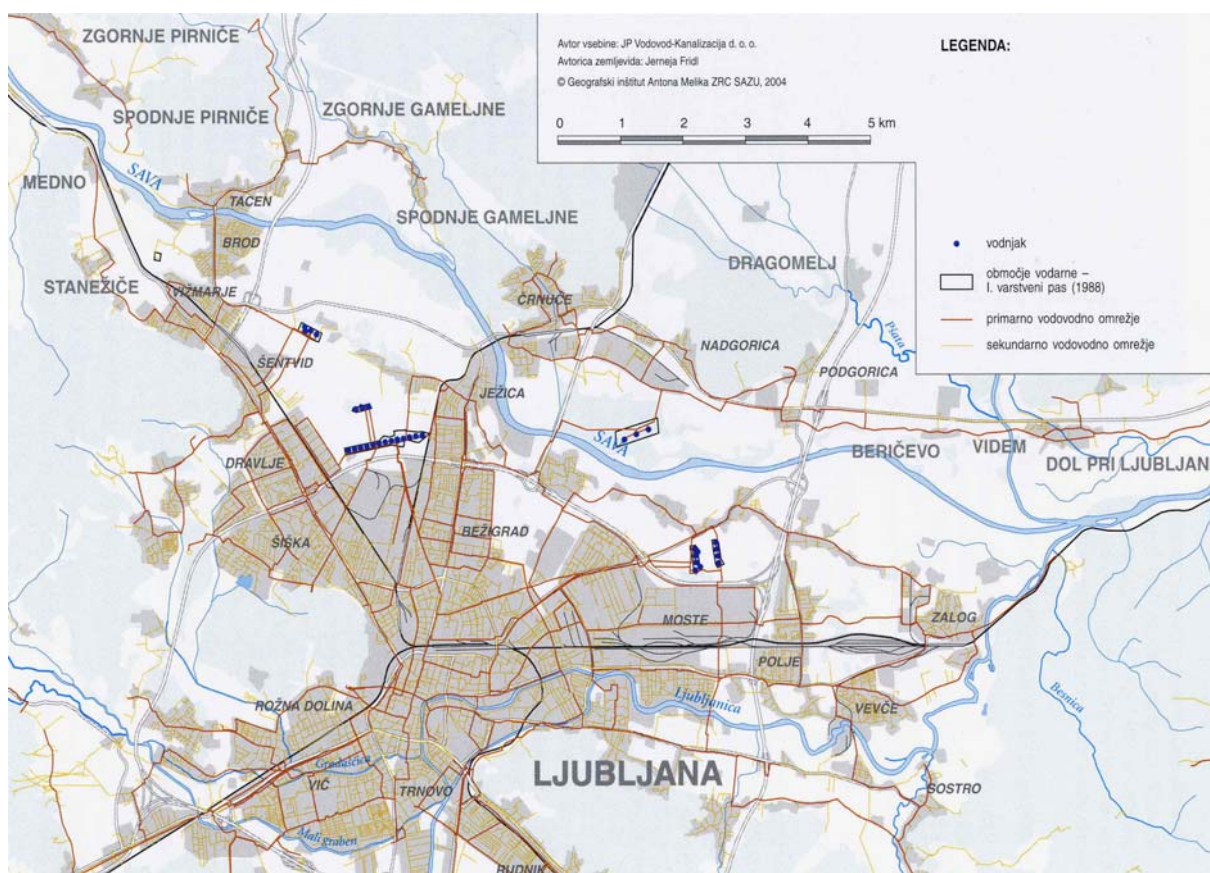 ZGORNJE PIRNIČE
Avtor vsebine: JP Vodovod-Kanalizacija d. o. o.
Avtorica zemljevida: Jerneja Fridl
© Geografski inštitut Antona Melika ZRC SAZU, 2004
LEGENDA:
SPODNJE PIRNIČE
ZGORNJE GAMELJNE
0 1 2 3 4 5 km
MEDNO
SAVA
TACEN
SPODNJE GAMELJNE
BROD
vodnjak
DRAGOMELJ
območje vodarne –
I. varstveni pas (1988)
STANEŽIČE
VIŽMARJE
ČRNUČE
primarno vodovodno omrežje
Pšata
NADGORICA
sekundarno vodovodno omrežje
ŠENTVID
PODGORICA
JEŽICA
SAVA
DRAVLJE
BERIČEVO
VIDEM
DOL PRI LJUBLJAN
BEŽIGRAD
ŠIŠKA
MOSTE
ZALOG
POLJE
Ljubljanica
Besnica
ROŽNA DOLINA
VEVČE
Gradaščica
LJUBLJANA
VIČ
TRNOVO
SOSTRO
Mali graben
RUDNIK